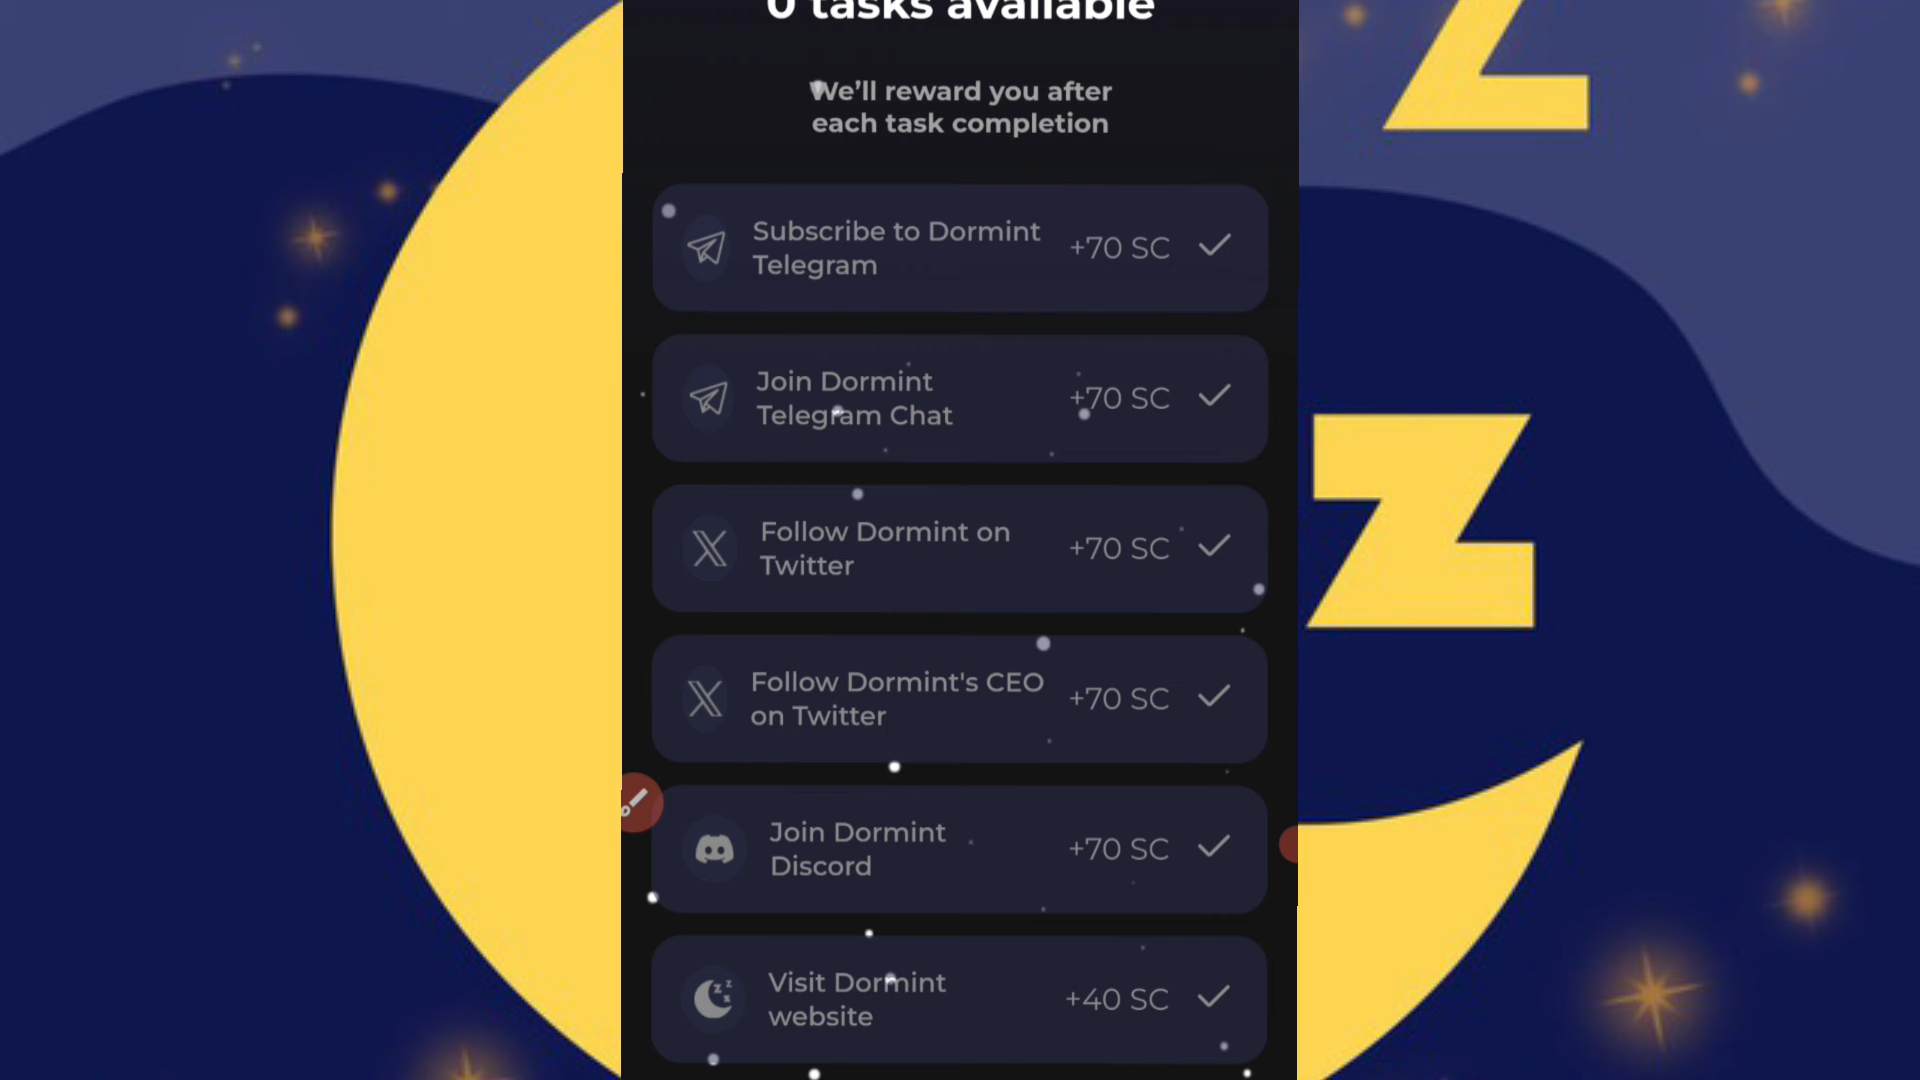 0 tasks available
We’ll reward you after
each task completion
Subscribe to Dormint
Telegram
+70 SC
Join Dormint
Telegram Chat
+70 SC
Follow Dormint on
Twitter
+70 SC
Follow Dormint's CEO
on Twitter
+70 SC
Join Dormint
Discord
+70 SC
Visit Dormint
website
+40 SC
Z
Z